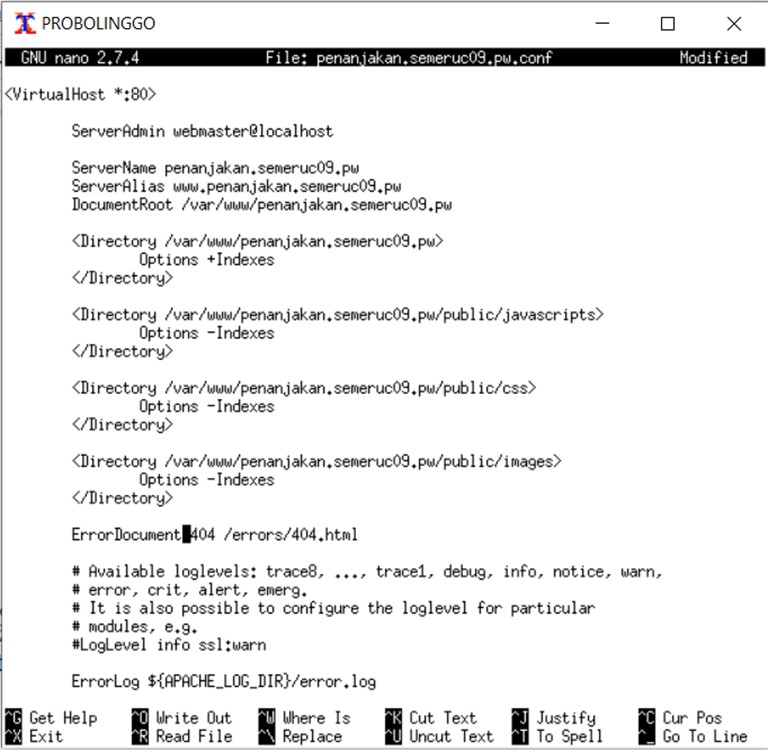 PROBOLINGGO
GNU nano 2.7.4 File: penanjakan.semeruc09.pw.conf Modified
<VirtualHost *:80>
ServerAdmin webmaster@localhost
ServerName penanjakan.semeruc09.pw
ServerAlias www.penanjakan.semeruc09.pw
DocumentRoot /var/www/penanjakan.semeruc09.pw
<Directory /var/www/penanjakan.semeruc09.pw>
Options +Indexes
</Directory>
<Directory /var/www/penanjakan.semeruc09.pw/public/javascripts>
Options -Indexes
</Directory>
<Directory /var/www/penanjakan.semeruc09.pw/public/css>
Options -Indexes
</Directory>
<Directory /var/www/penanjakan.semeruc09.pw/public/images>
Options -Indexes
</Directory>
ErrorDocument 404 /errors/404.html
# Available loglevels: trace8, ..., trace1, debug, info, notice, warn,
# error, crit, alert, emerg.
# It is also possible to configure the loglevel for particular
# modules, e.g.
#LogLevel info ssl:warn
ErrorLog ${APACHE_LOG_DIR}/error.log
^G Get Help ^O Write Out ^W Where Is ^K Cut Text ^J Justify ^C Cur Pos
^X Exit ^R Read File ^\ Replace ^U Uncut Text ^T To Spell ^_ Go To Line